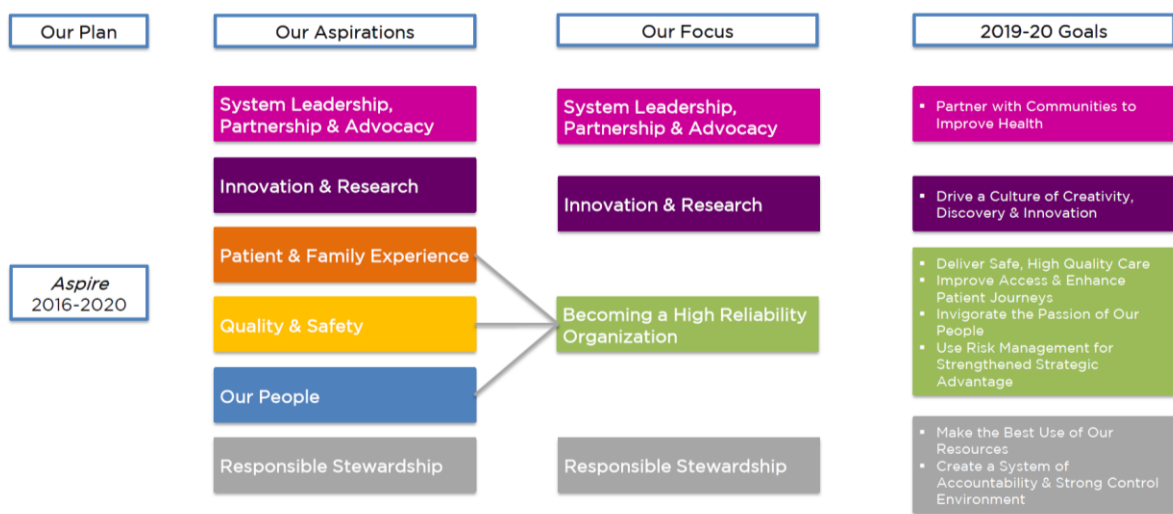 Our Plan
Our Aspirations
Our Focus
2019-20 Goals
System Leadership,
Partnership & Advocacy
System Leadership,
Partnership & Advocacy
▪ Partner with Communities to
Improve Health
Innovation & Research
Innovation & Research
▪ Drive a Culture of Creativity,
Discovery & Innovation
Aspire
2016-2020
Patient & Family Experience
Quality & Safety
Our People
Becoming a High Reliability
Organization
▪ Deliver Safe, High Quality Care
▪ Improve Access & Enhance
Patient Journeys
▪ Invigorate the Passion of Our
People
▪ Use Risk Management for
Strengthened Strategic
Advantage
Responsible Stewardship
Responsible Stewardship
▪ Make the Best Use of Our
Resources
▪ Create a System of
Accountability & Strong Control
Environment